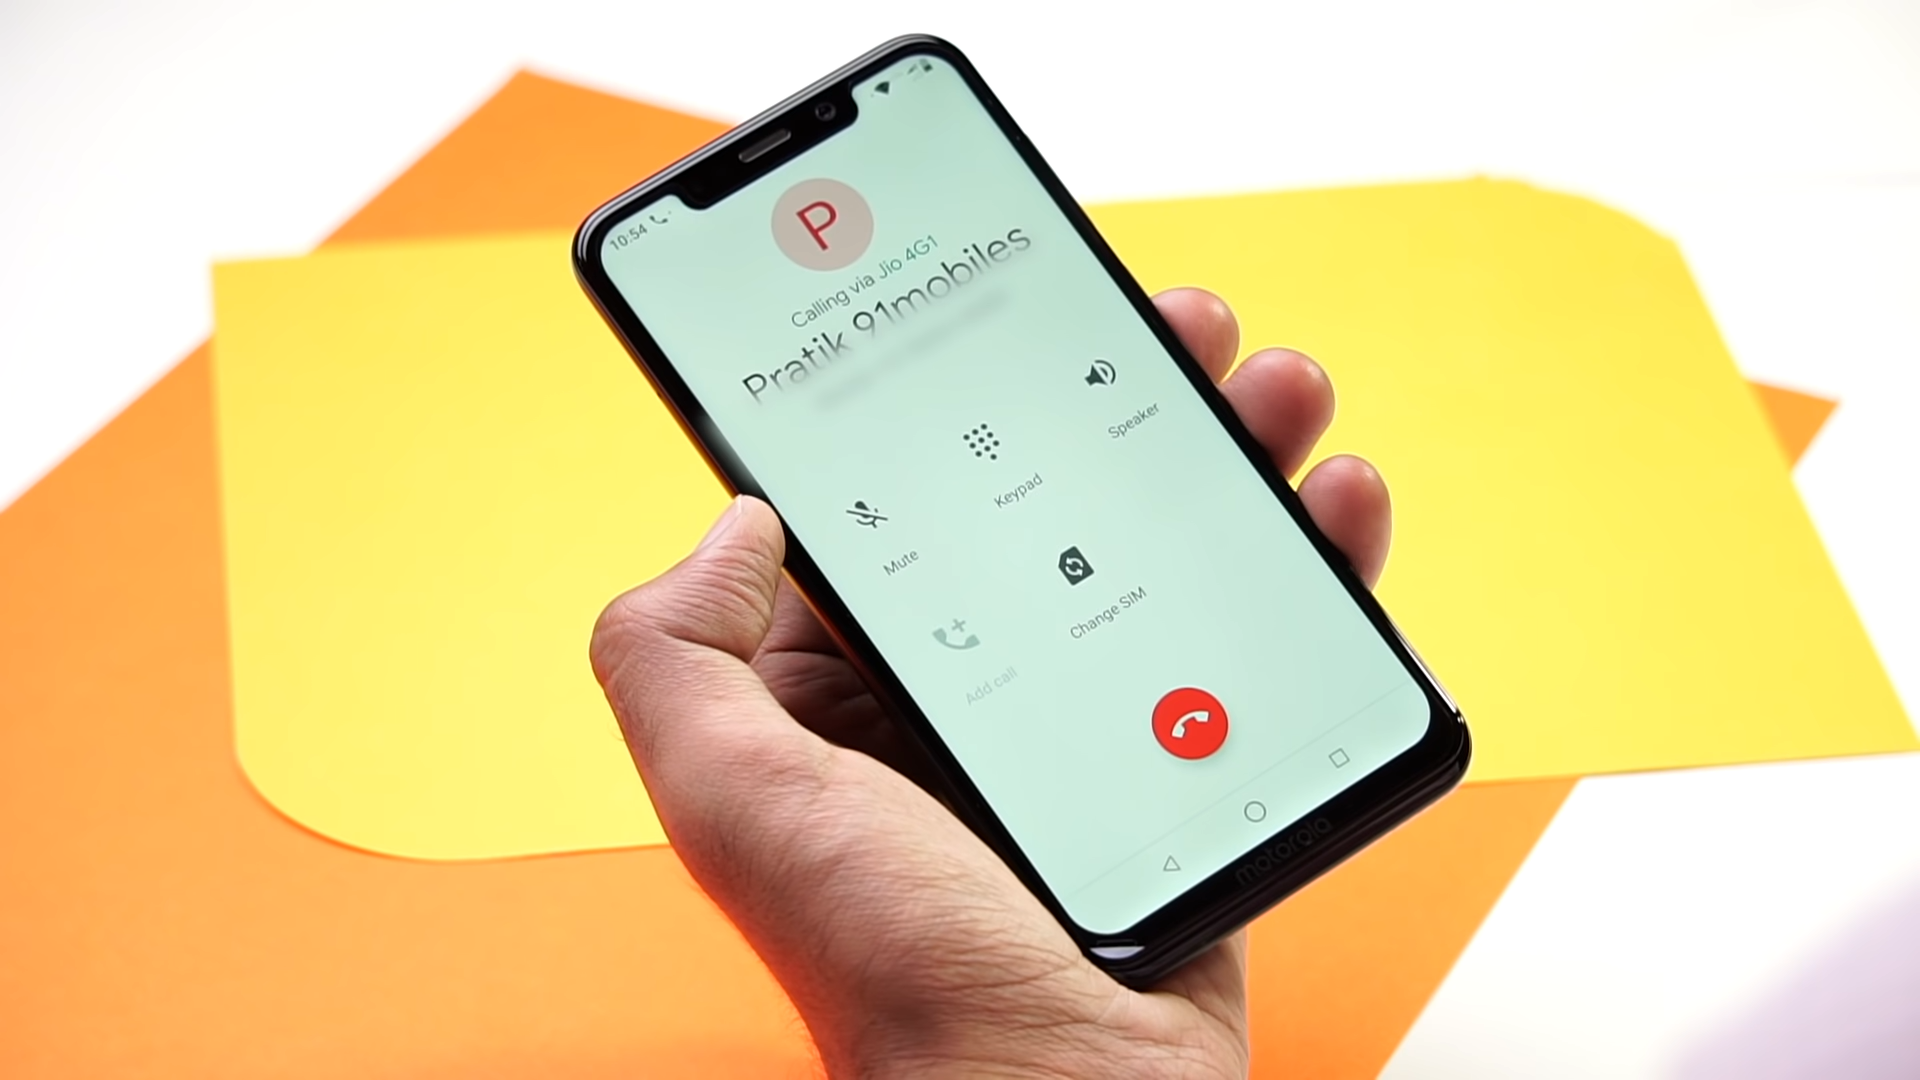 10:54
P
Calling via Jio 4G1
Pratik 91mobiles
Mute
Keypad
Speaker
Add call
Change SIM
motorola